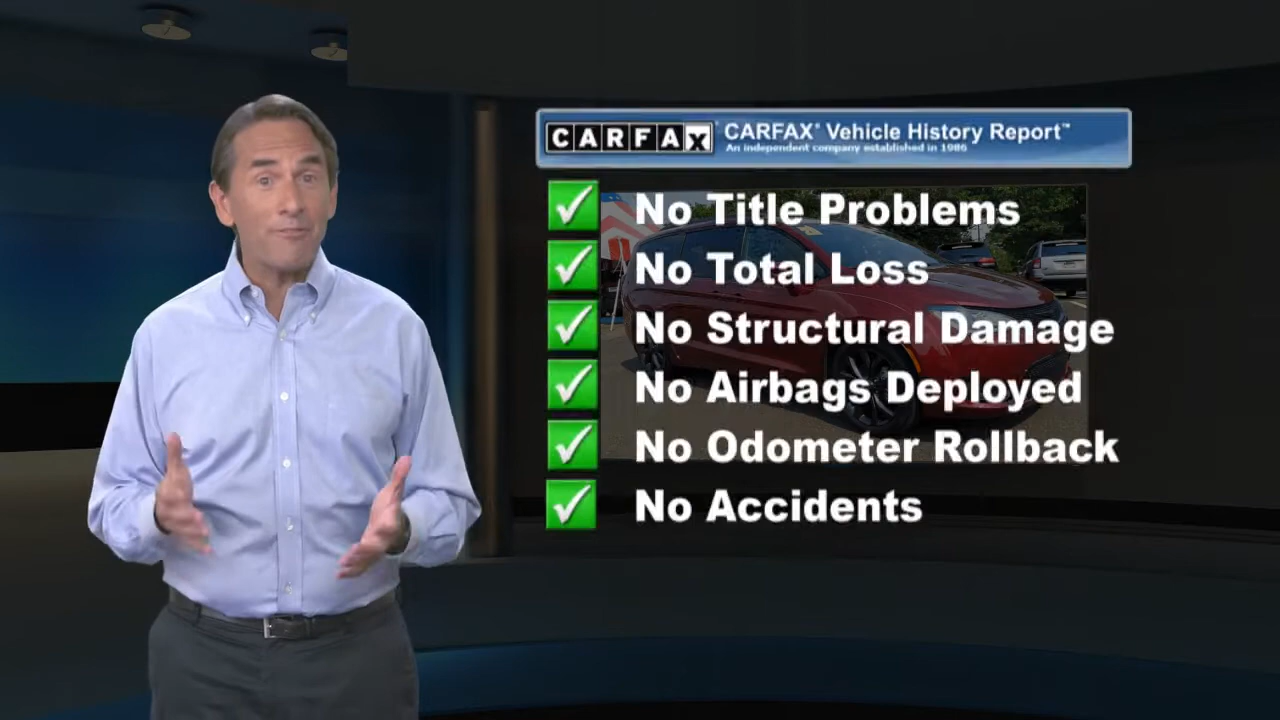 CARFAX CARFAX® Vehicle History Report™
An independent company established in 1986
No Title Problems
No Total Loss
No Structural Damage
No Airbags Deployed
No Odometer Rollback
No Accidents